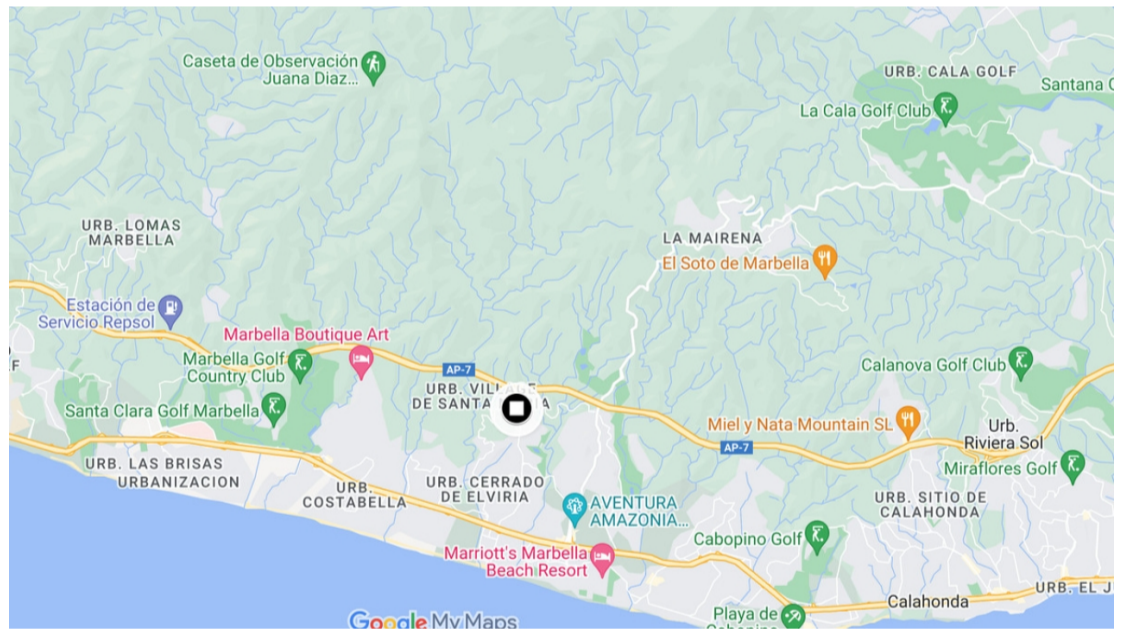 Caseta de Observación
Juana Diaz...
URB. CALA GOLF
Santana
La Cala Golf Club
URB. LOMAS
MARBELLA
LA MAIRENA
El Soto de Marbella
Estación de
Servicio Repsol
Marbella Boutique Art
Marbella Golf
Country Club
AP-7
Calanova Golf Club
URB.
DE
Santa Clara Golf Marbella
Miel y Nata Mountain SL
Urb.
Riviera Sol
AP-7
Miraflores Golf
URB. LAS BRISAS
URBANIZACION
URB.
COSTABELLA
URB. CERRADO
DE ELVIRIA
URB. SITIO DE
CALAHONDA
AVENTURA
AMAZONIA...
Cabopino Golf
Marriott's Marbella
Beach Resort
URB. EL
Calahonda
Playa de
Google My Maps